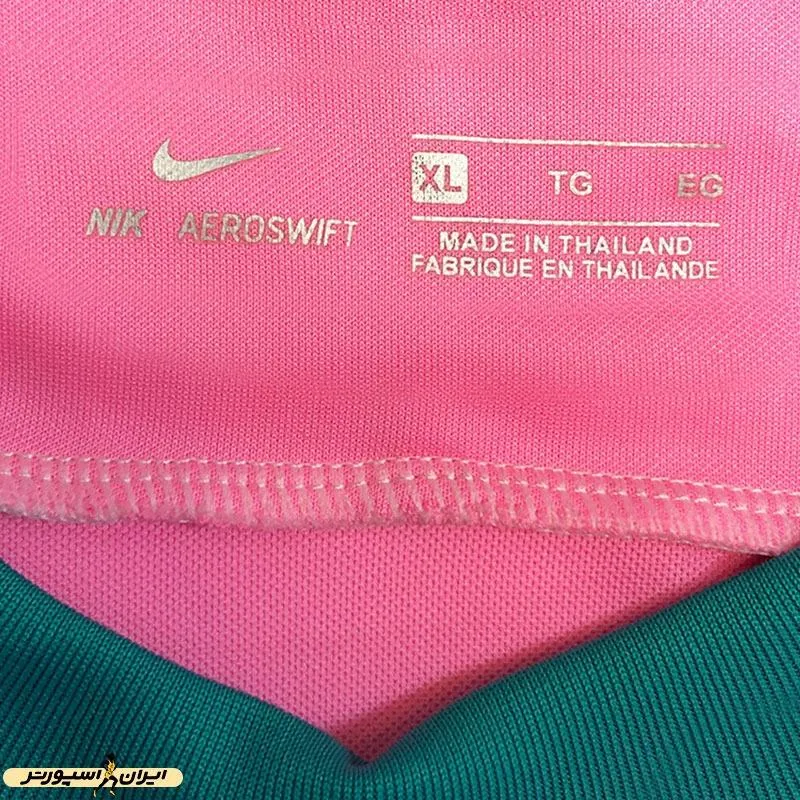 NIK AEROSWIFT
XL TG EG
MADE IN THAILAND
FABRIQUE EN THAILANDE
ایران اسپورتر